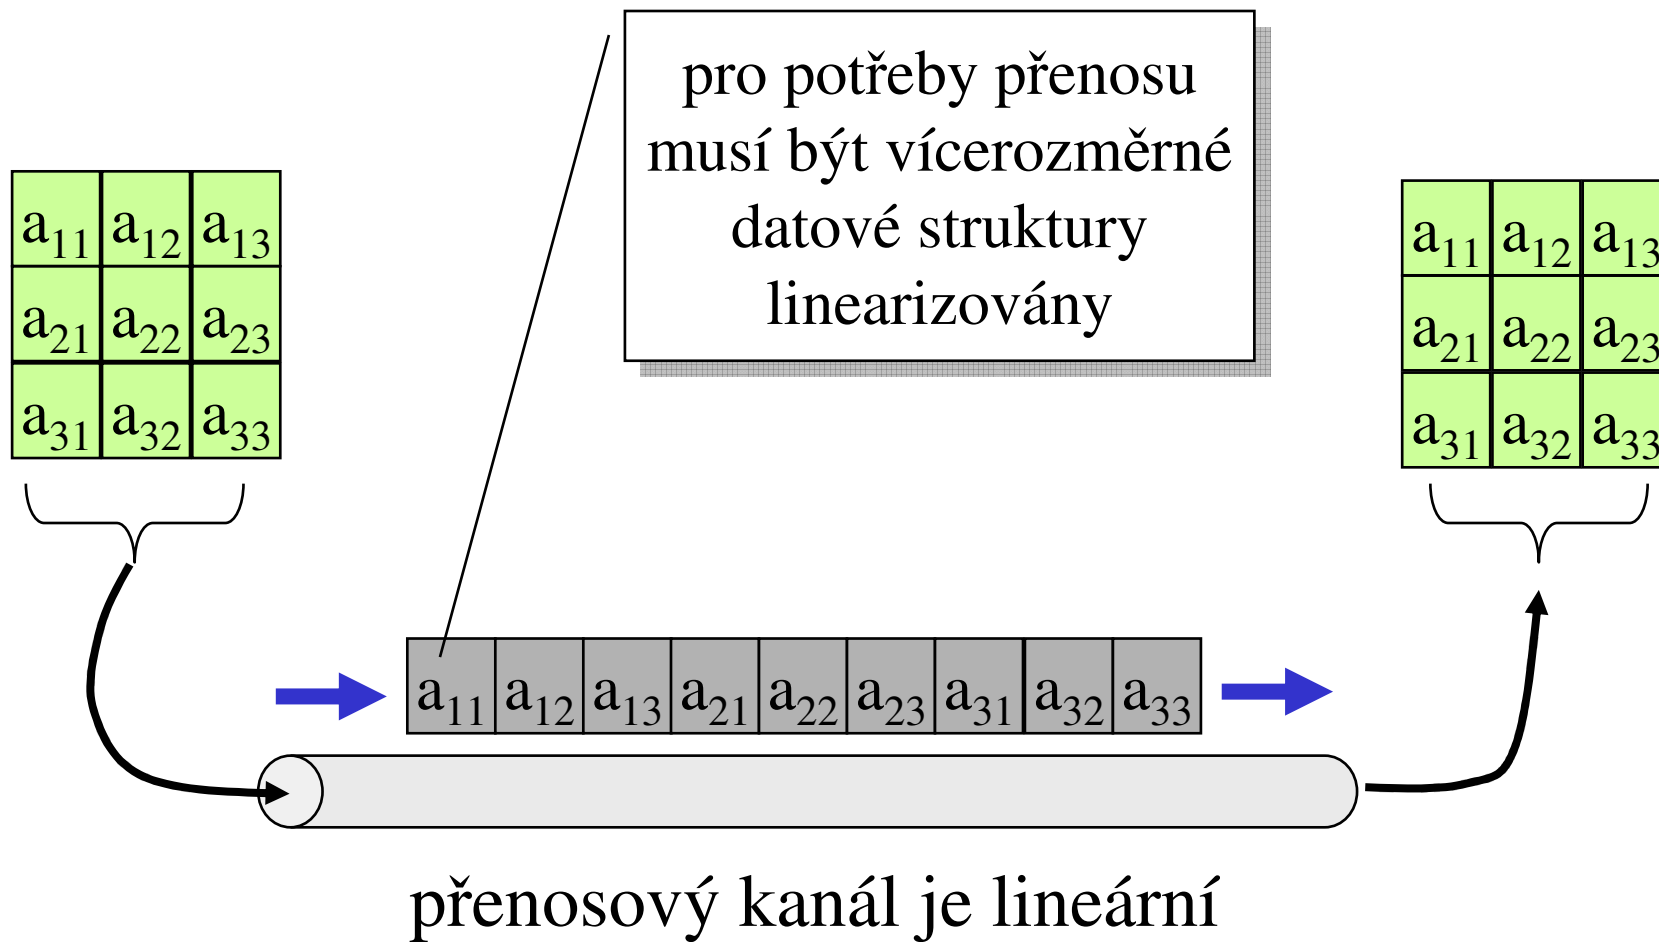 pro potřeby přenosu
musí být vícerozměrné
datové struktury
linearizovány
a11 a12 a13
a21 a22 a23
a31 a32 a33
a11 a12 a13
a21 a22 a23
a31 a32 a33
a11 a12 a13 a21 a22 a23 a31 a32 a33
přenosový kanál je lineární